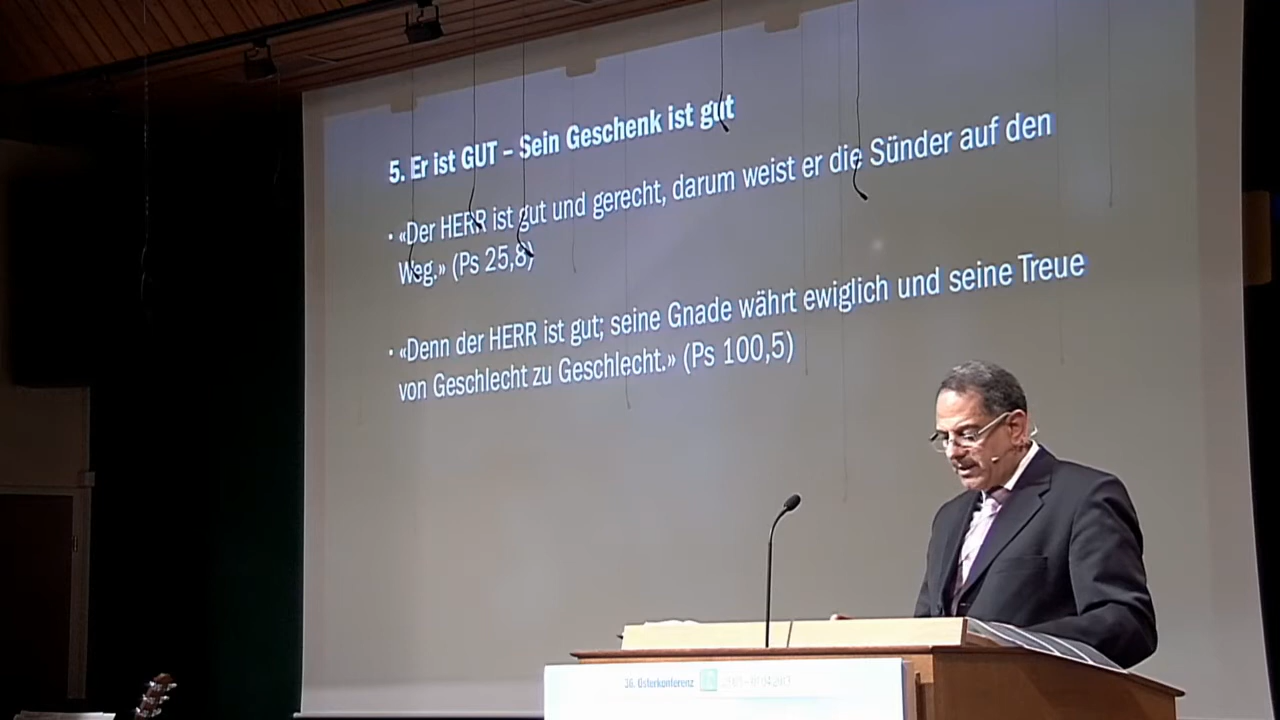 5. Er ist GUT – Sein Geschenk ist gut
• «Der HERR ist gut und gerecht, darum weist er die Sünder auf den
Weg.» (Ps 25,8)
• «Denn der HERR ist gut; seine Gnade währt ewiglich und seine Treue
von Geschlecht zu Geschlecht.» (Ps 100,5)
36. Osterkonferenz